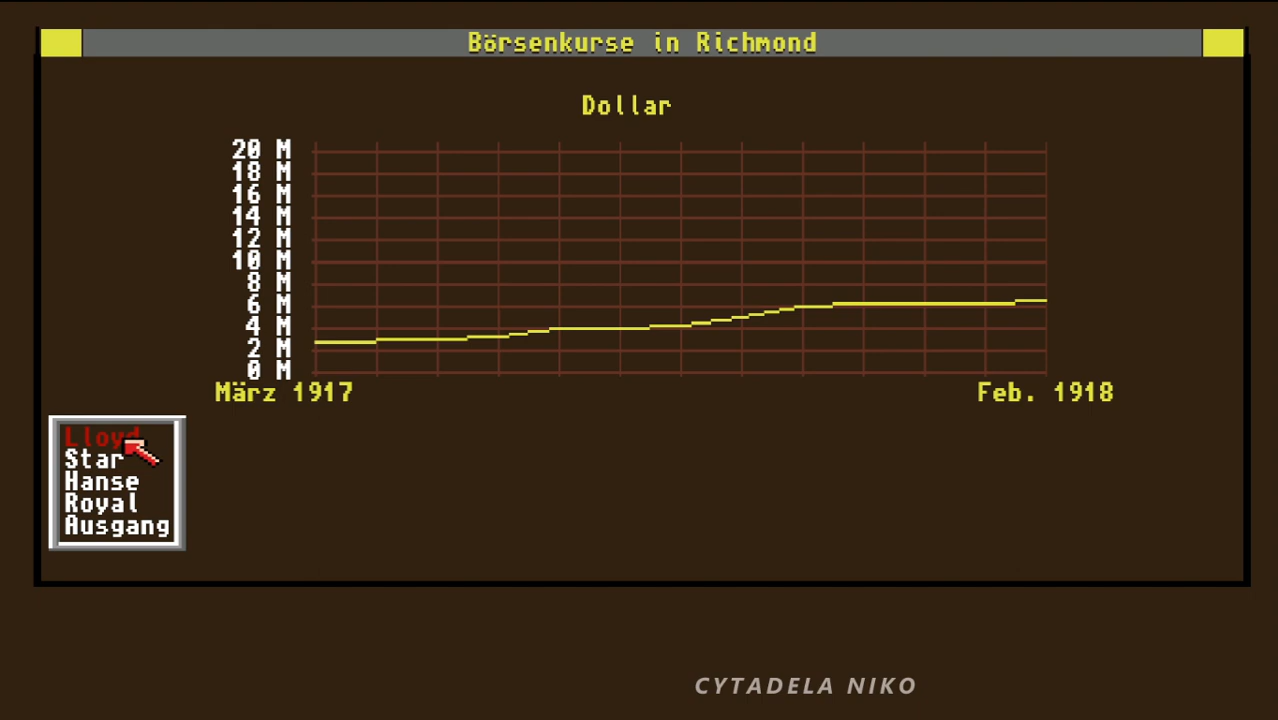 Börsenkurse in Richmond
Dollar
20 M
18 M
16 M
14 M
12 M
10 M
8 M
6 M
4 M
2 M
0 M
März 1917 Feb. 1918
Lloyd
Star
Hanse
Royal
Ausgang
CYTADELA NIKO